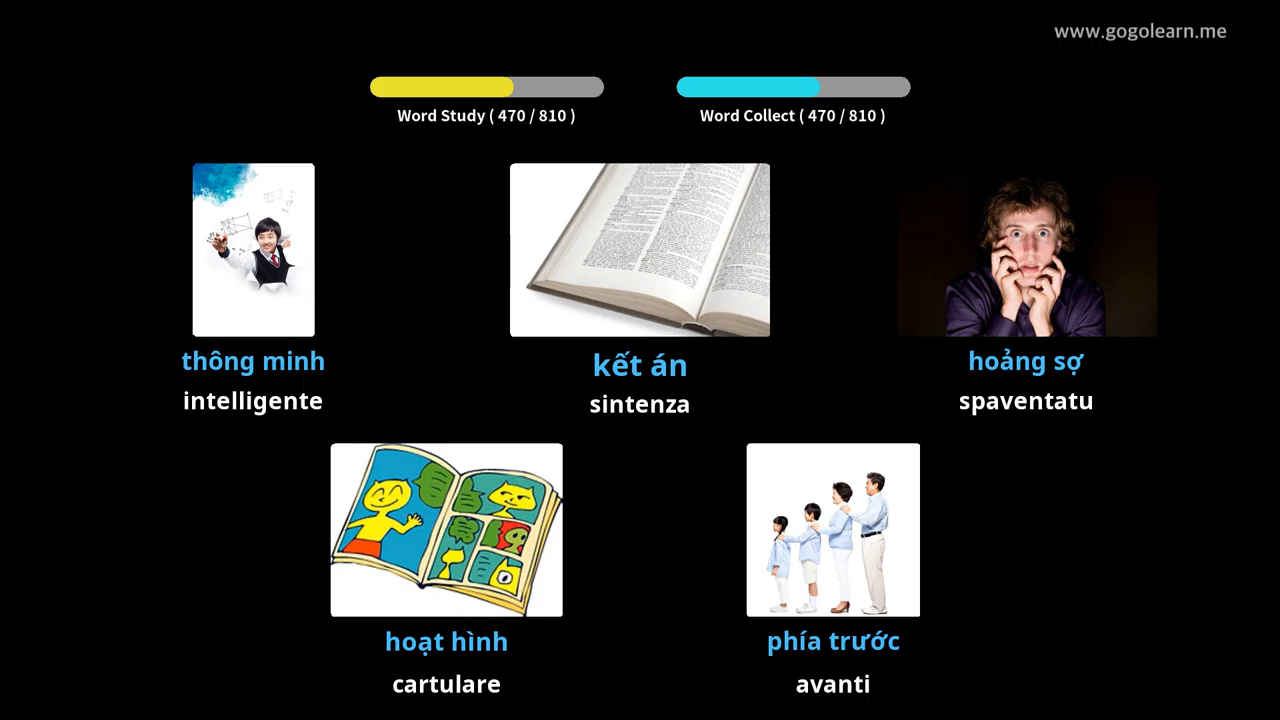 www.gogolearn.me
Word Study ( 470 / 810 )
Word Collect ( 470 / 810 )
thông minh
intelligente
kết án
sintenza
hoảng sợ
spaventatu
hoạt hình
cartulare
phía trước
avanti